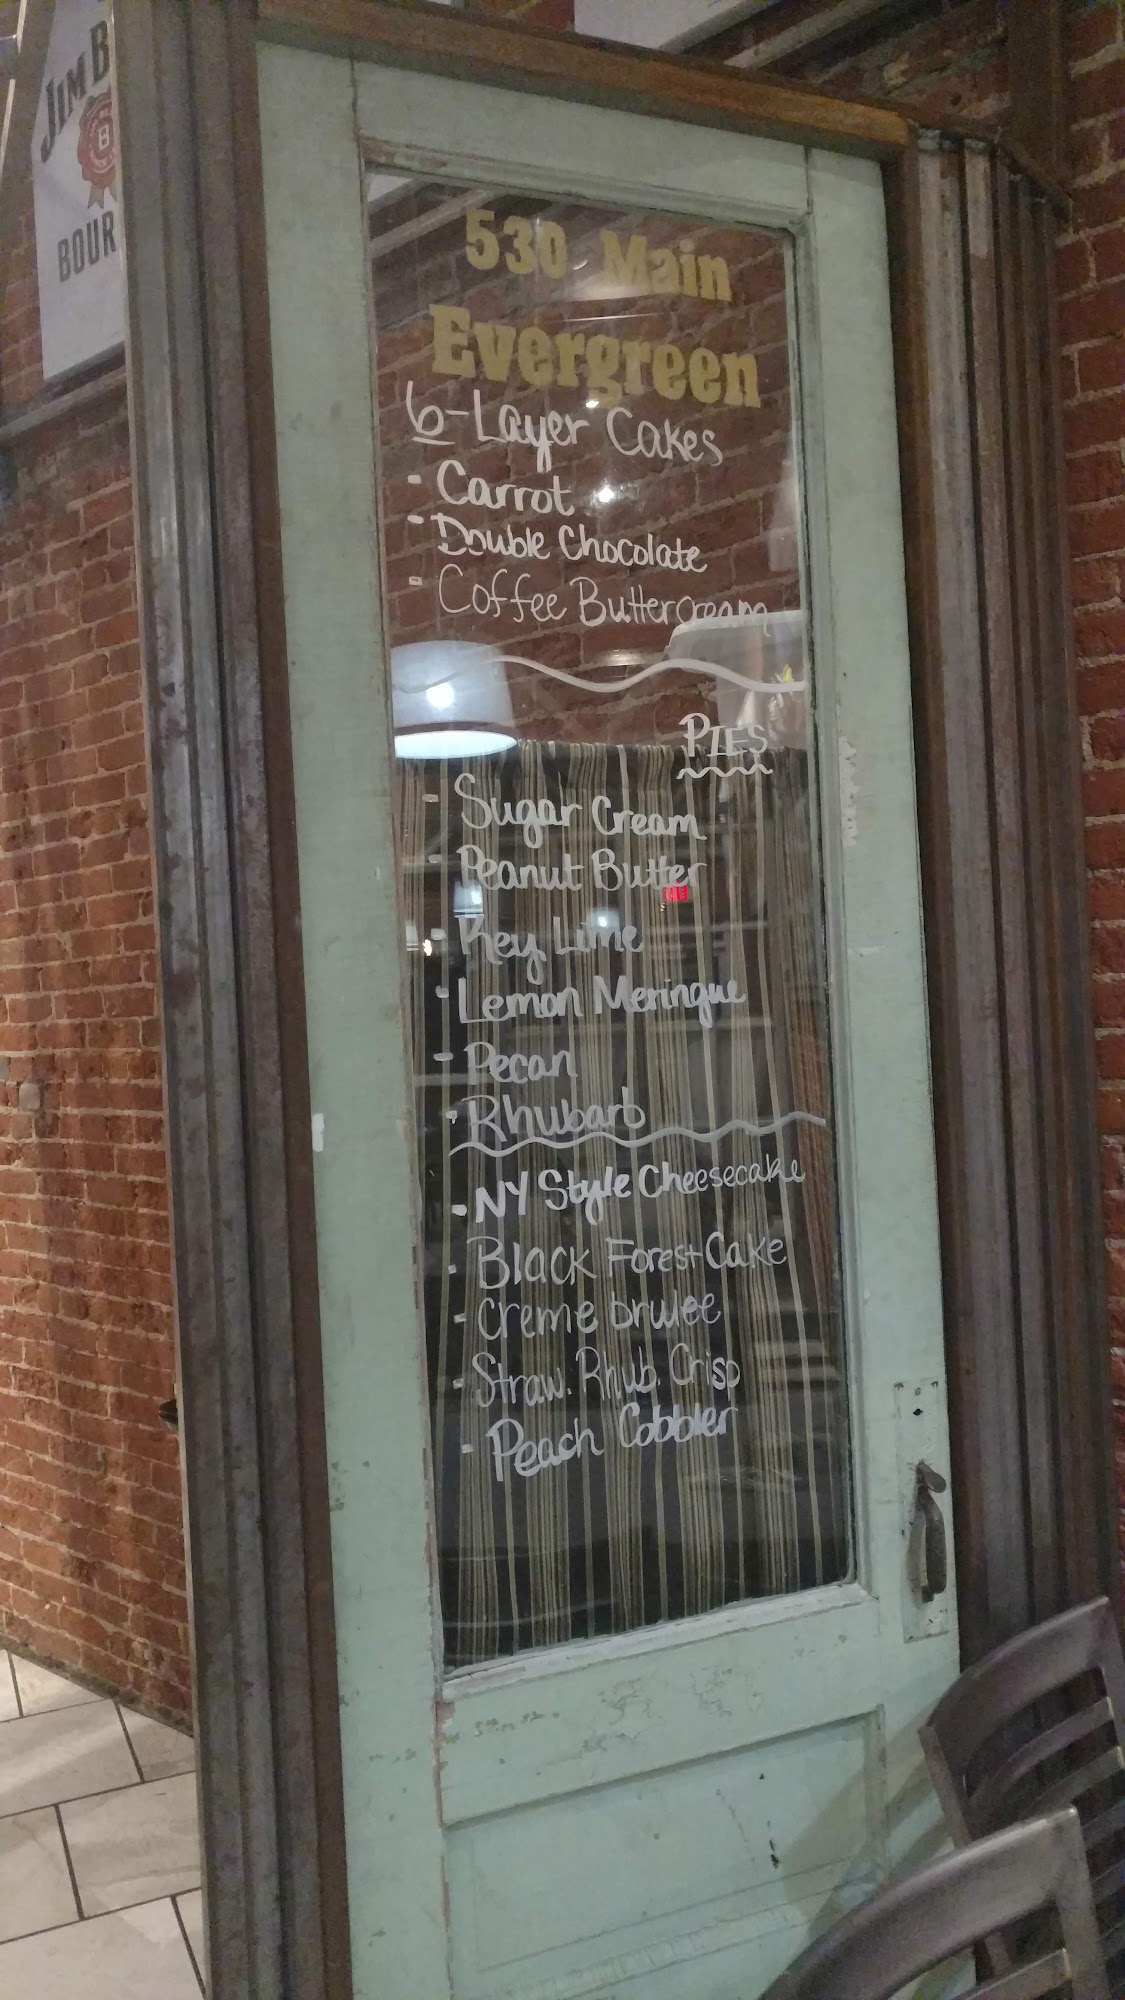 JIM B
B
BOUR
530 Main
Evergreen
6-Layer Cakes
- Carrot
- Double Chocolate
- Coffee Buttercream
PIES
- Sugar Cream
- Peanut Butter
- Key Lime
- Lemon Meringue
- Pecan
- Rhubarb
- NY Style Cheesecake
- Black Forest Cake
- Creme brulee
- Straw. Rhub. Crisp
- Peach Cobbler